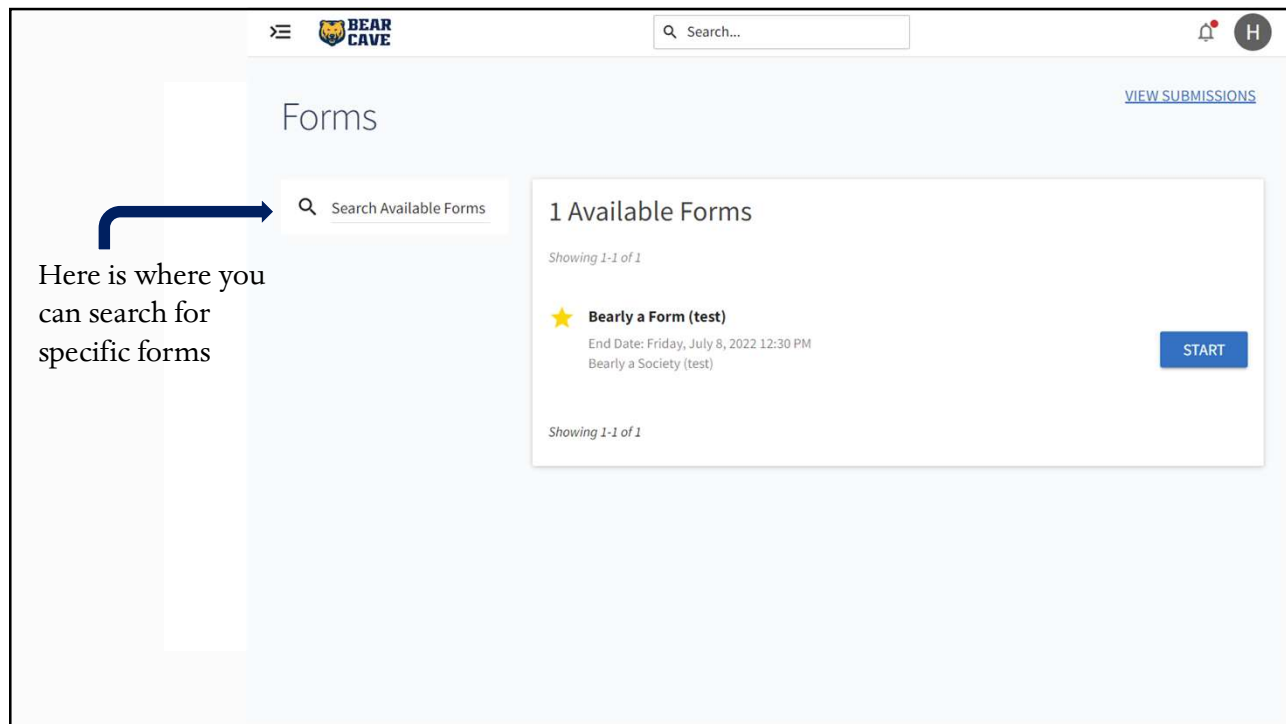 BEAR
CAVE
Search...
H
VIEW SUBMISSIONS
Forms
Search Available Forms
1 Available Forms
Showing 1-1 of 1
Here is where you
can search for
specific forms
Bearly a Form (test)
End Date: Friday, July 8, 2022 12:30 PM
Bearly a Society (test)
START
Showing 1-1 of 1